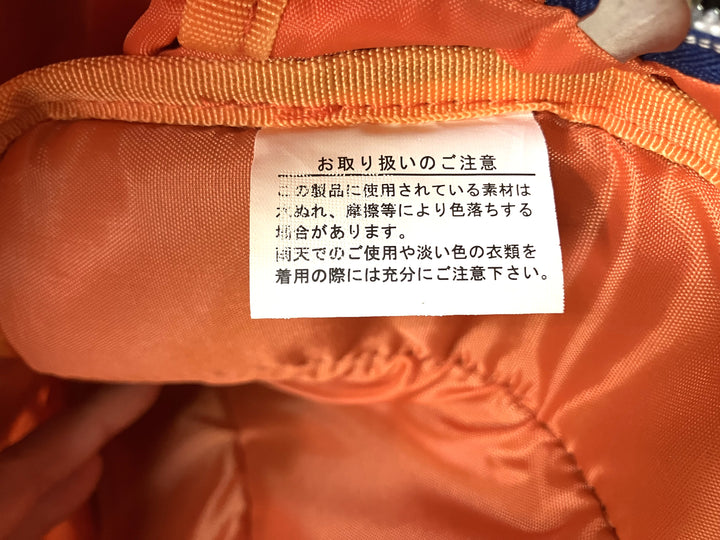 お取り扱いのご注意
この製品に使用されている素材は
水ぬれ、摩擦等により色落ちする
場合があります。
雨天でのご使用や淡い色の衣類を
着用の際には充分にご注意下さい。